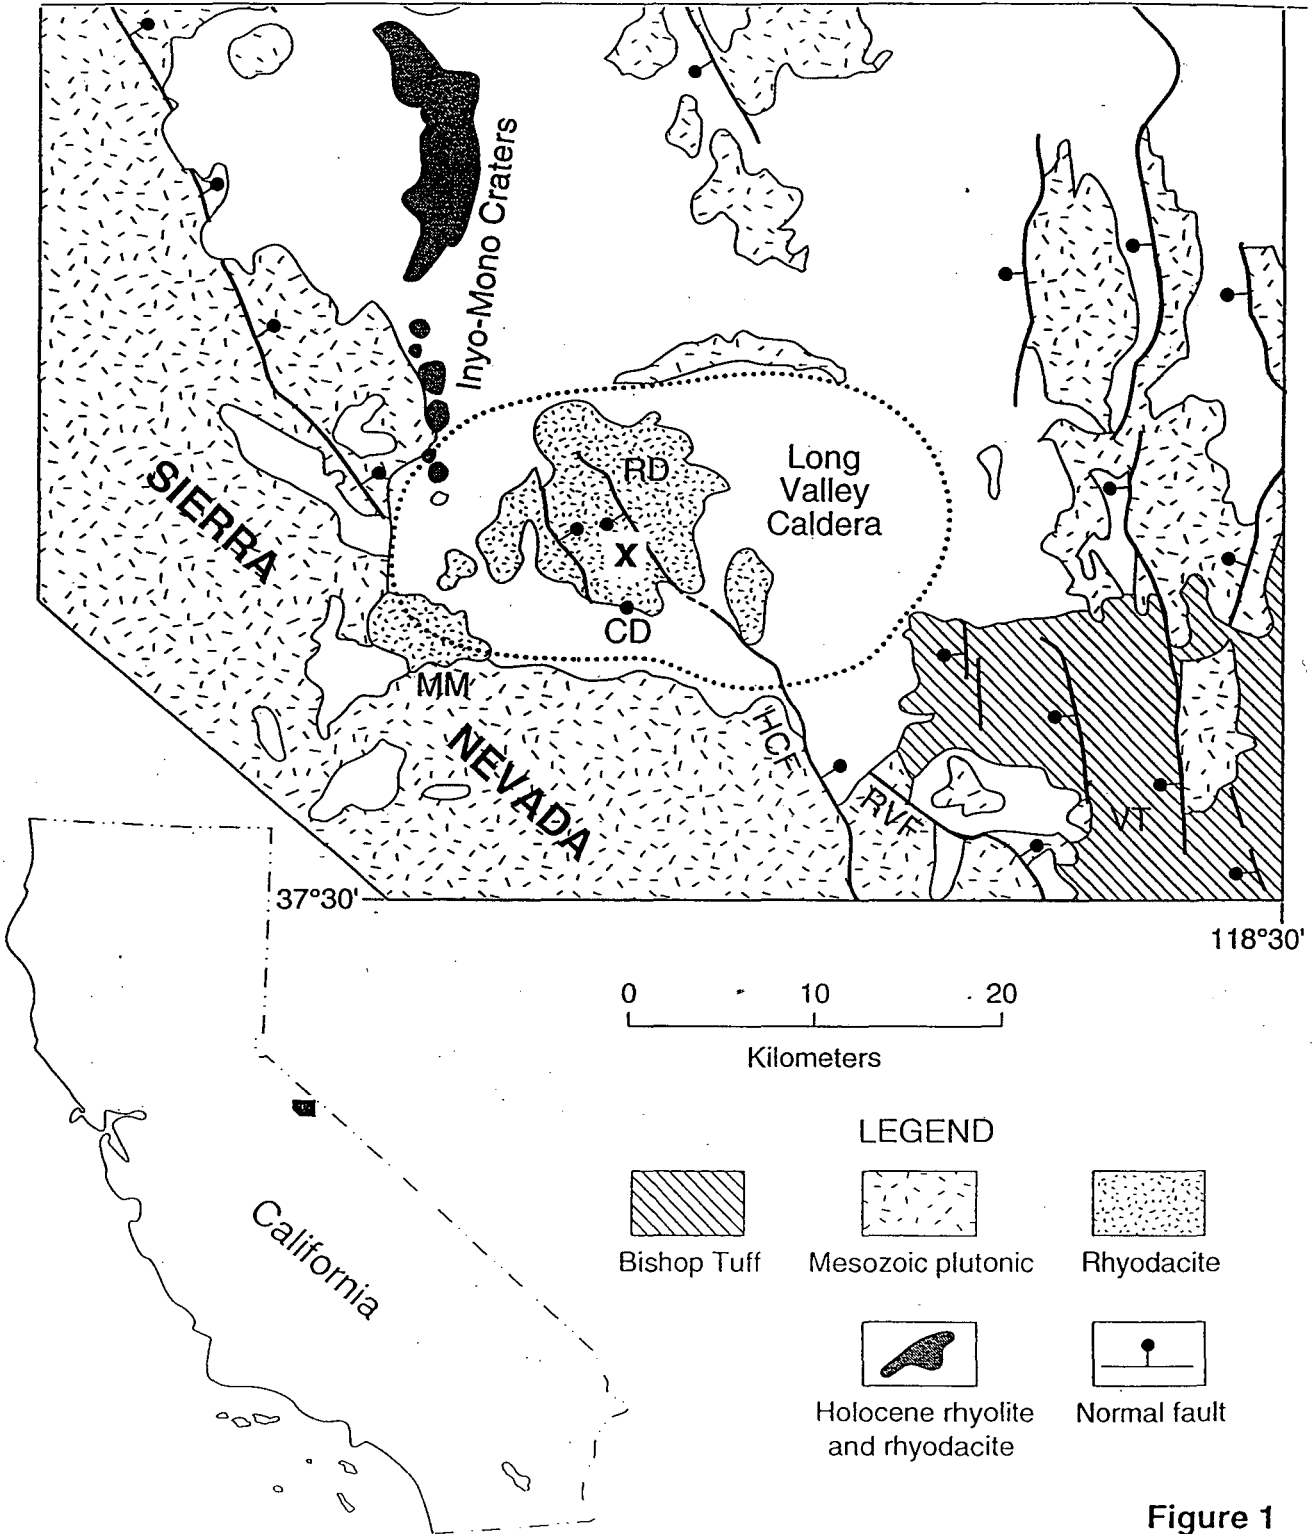 Inyo-Mono Craters
RD
Long
Valley
Caldera
X
SIERRA
CD
MM
NEVADA
HCF
RVF
VT
37°30'
118°30'
0 10 20
Kilometers
LEGEND
Bishop Tuff
Mesozoic plutonic
Rhyodacite
Holocene rhyolite
and rhyodacite
Normal fault
California
Figure 1